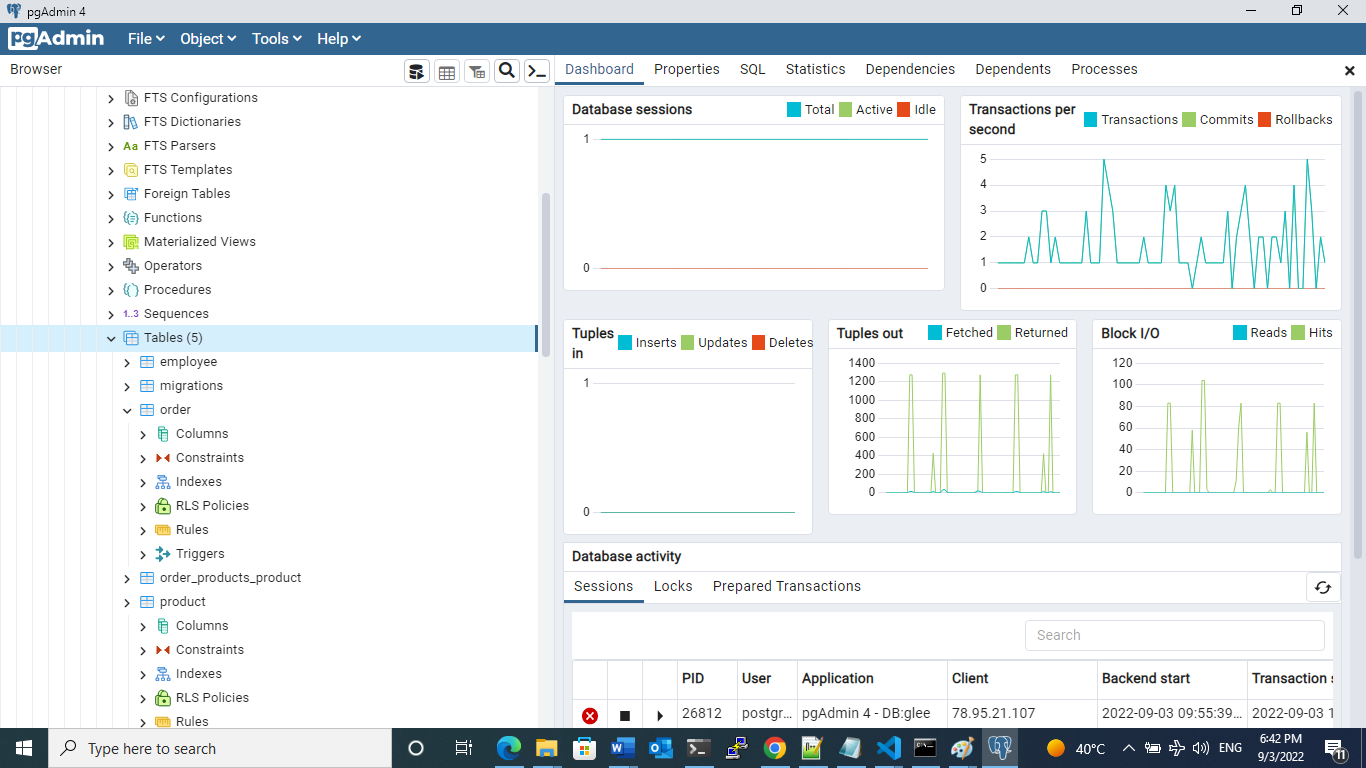 pgAdmin 4
pgAdmin File Object Tools Help
Browser
FTS Configurations
FTS Dictionaries
Aa FTS Parsers
FTS Templates
Foreign Tables
Functions
Materialized Views
Operators
Procedures
1..3 Sequences
Tables (5)
employee
migrations
order
Columns
Constraints
Indexes
RLS Policies
Rules
Triggers
order_products_product
product
Columns
Constraints
Indexes
RLS Policies
Rules
Dashboard Properties SQL Statistics Dependencies Dependents Processes
Database sessions Total Active Idle
1
0
Transactions per second Transactions Commits Rollbacks
5
4
3
2
1
0
Tuples in Inserts Updates Deletes
1
0
Tuples out Fetched Returned
1400
1200
1000
800
600
400
200
0
Block I/O Reads Hits
120
100
80
60
40
20
0
Database activity
Sessions Locks Prepared Transactions
Search
PID User Application Client Backend start Transaction s
26812 postgr... pgAdmin 4 - DB:glee 78.95.21.107 2022-09-03 09:55:39... 2022-09-03 1
Type here to search
40°C ENG
6:42 PM
9/3/2022
11